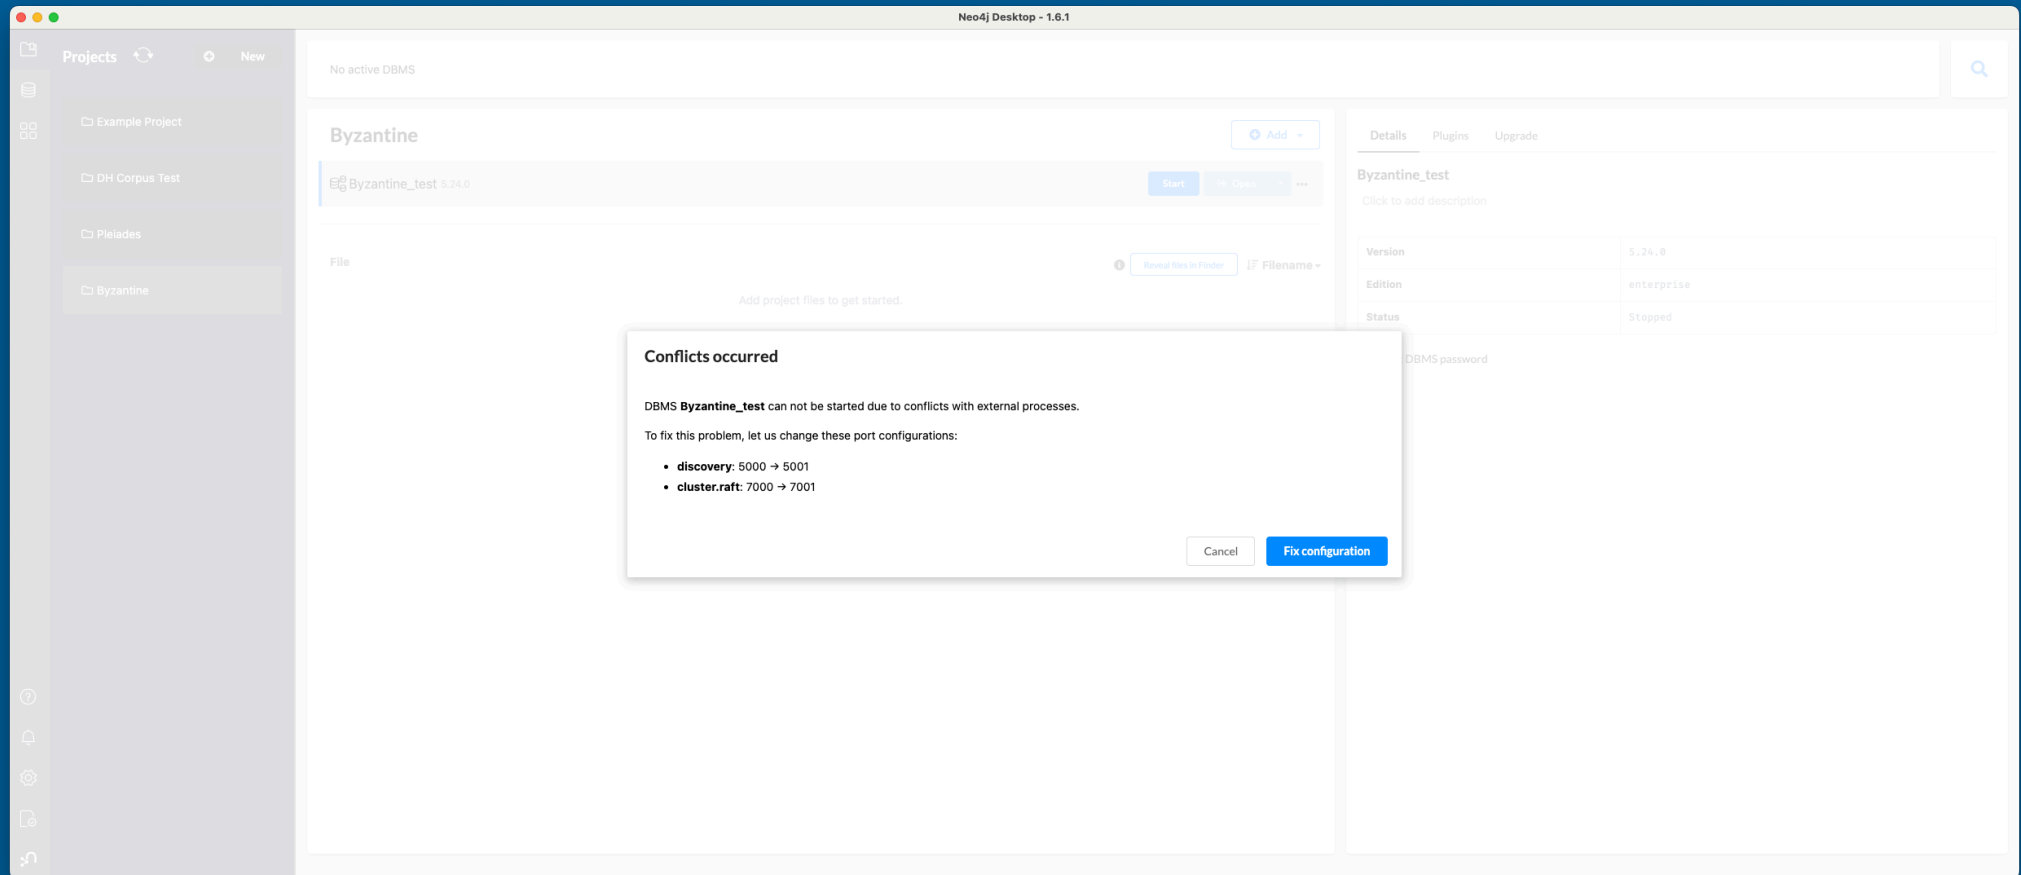 Neo4j Desktop - 1.6.1
Projects
New
Example Project
DH Corpus Test
Pleiades
Byzantine
No active DBMS
Byzantine
Add
Byzantine_test 5.24.0
Start
Open
File
Reveal files in Finder
Filename
Add project files to get started.
Details Plugins Upgrade
Byzantine_test
Click to add description
Version 5.24.0
Edition enterprise
Status Stopped
DBMS password
Conflicts occurred
DBMS Byzantine_test can not be started due to conflicts with external processes.
To fix this problem, let us change these port configurations:
• discovery: 5000 → 5001
• cluster.raft: 7000 → 7001
Cancel
Fix configuration